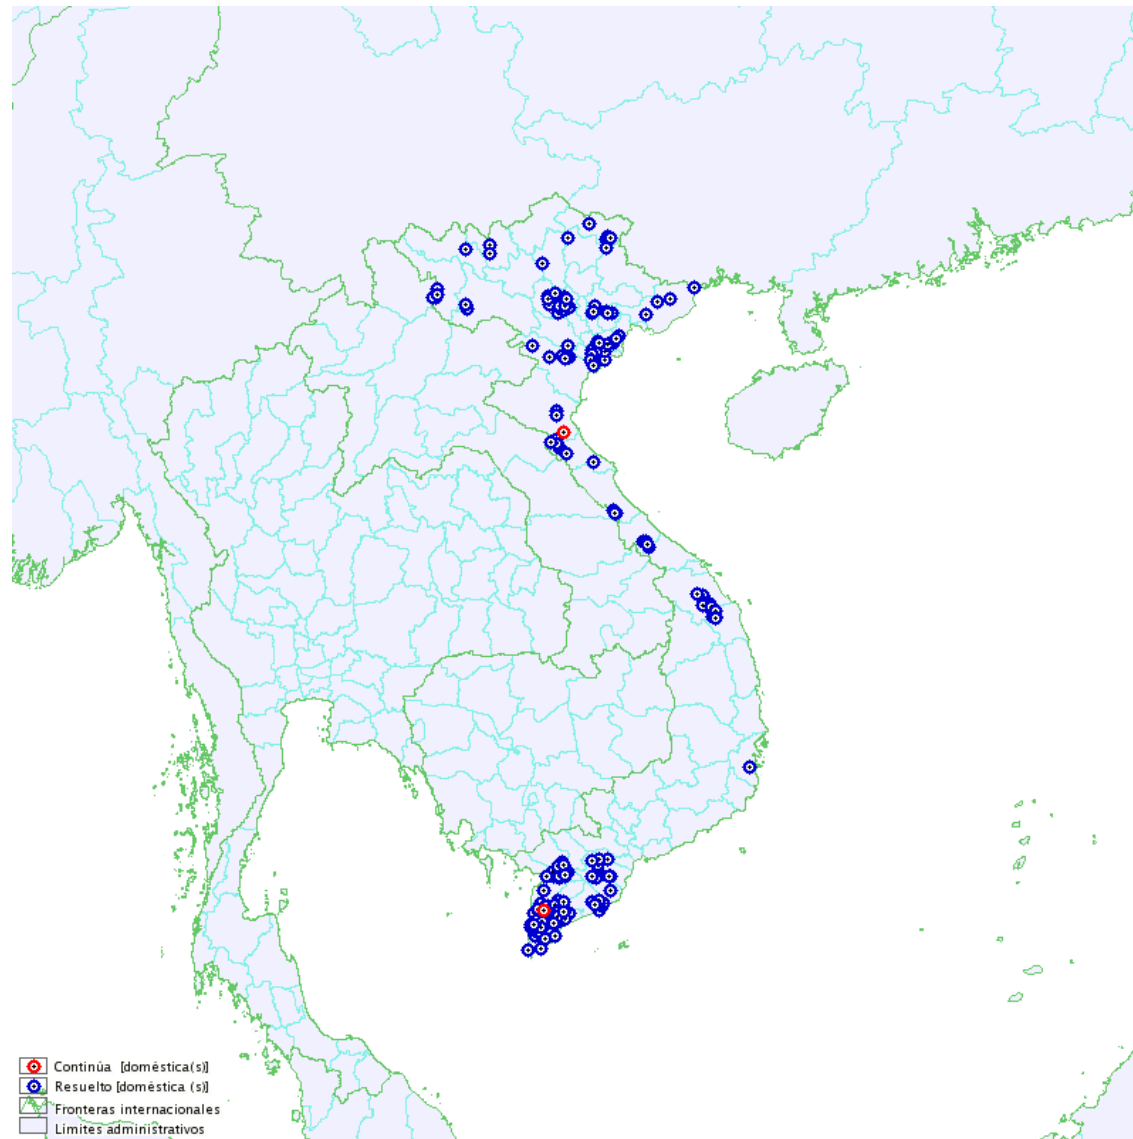 Continúa [doméstica(s)]
Resuelto [doméstica (s)]
Fronteras internacionales
Límites administrativos